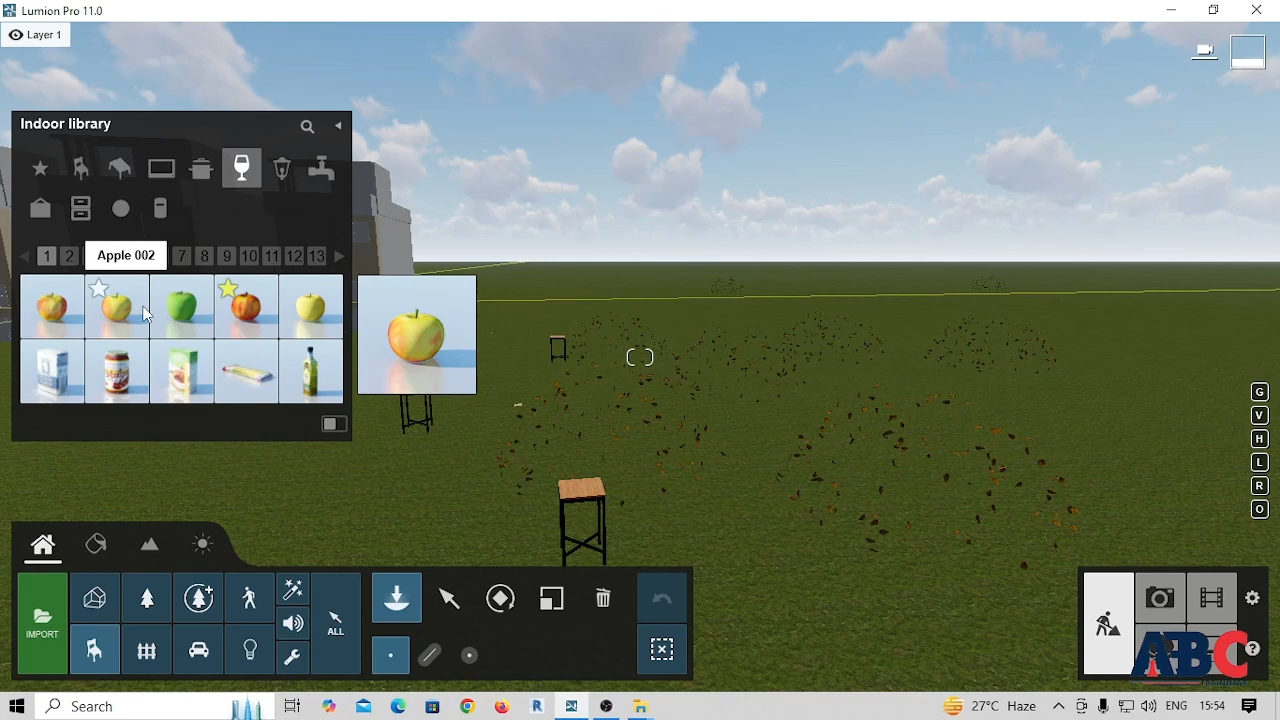 Lumion Pro 11.0
Layer 1
Indoor library
1 2 Apple 002 7 8 9 10 11 12 13
G
V
H
L
R
O
IMPORT
ALL
ABC
?
Search
27°C Haze
ENG
15:54